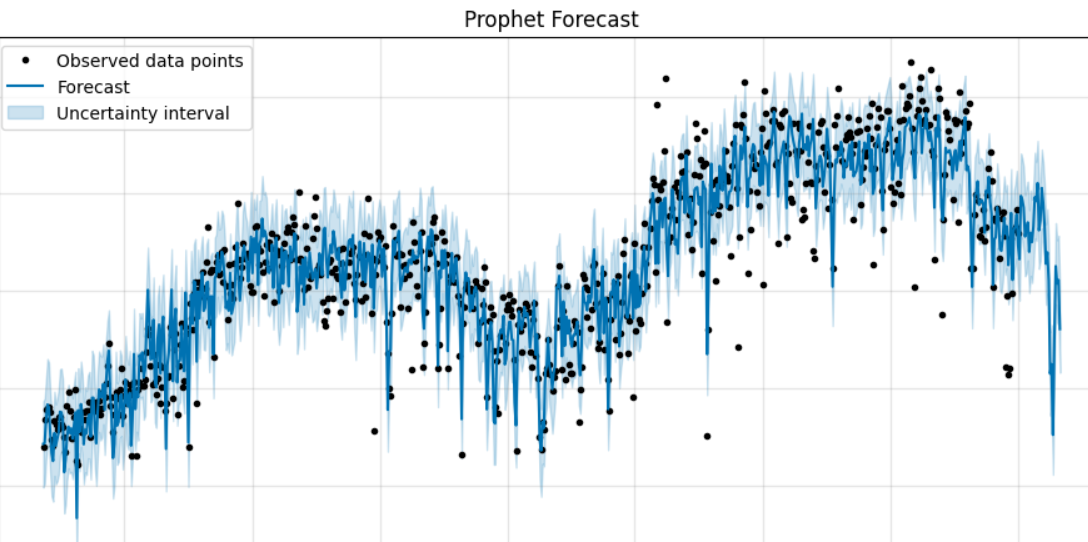 Prophet Forecast
Observed data points
Forecast
Uncertainty interval